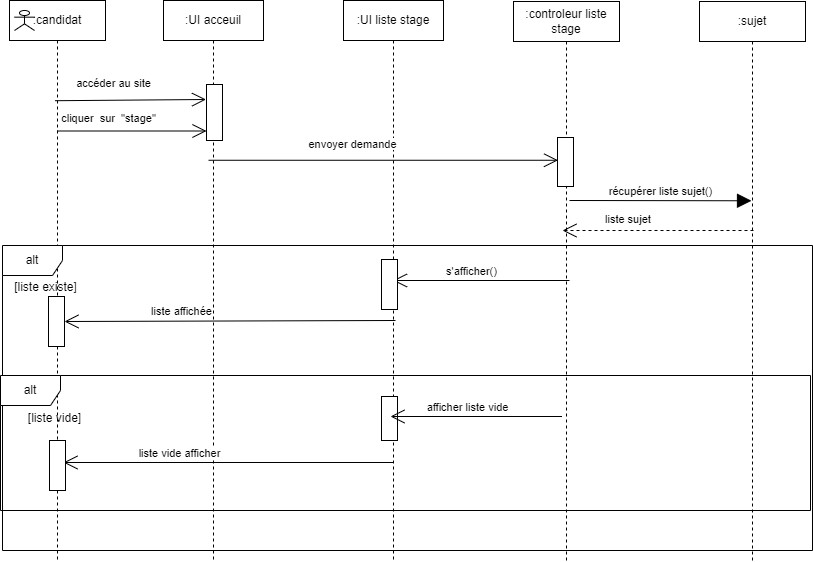 :candidat
:UI acceuil
:UI liste stage
:controleur liste
stage
:sujet
accéder au site
cliquer sur "stage"
envoyer demande
récupérer liste sujet()
liste sujet
alt
s'afficher()
[liste existe]
liste affichée
alt
afficher liste vide
[liste vide]
liste vide afficher